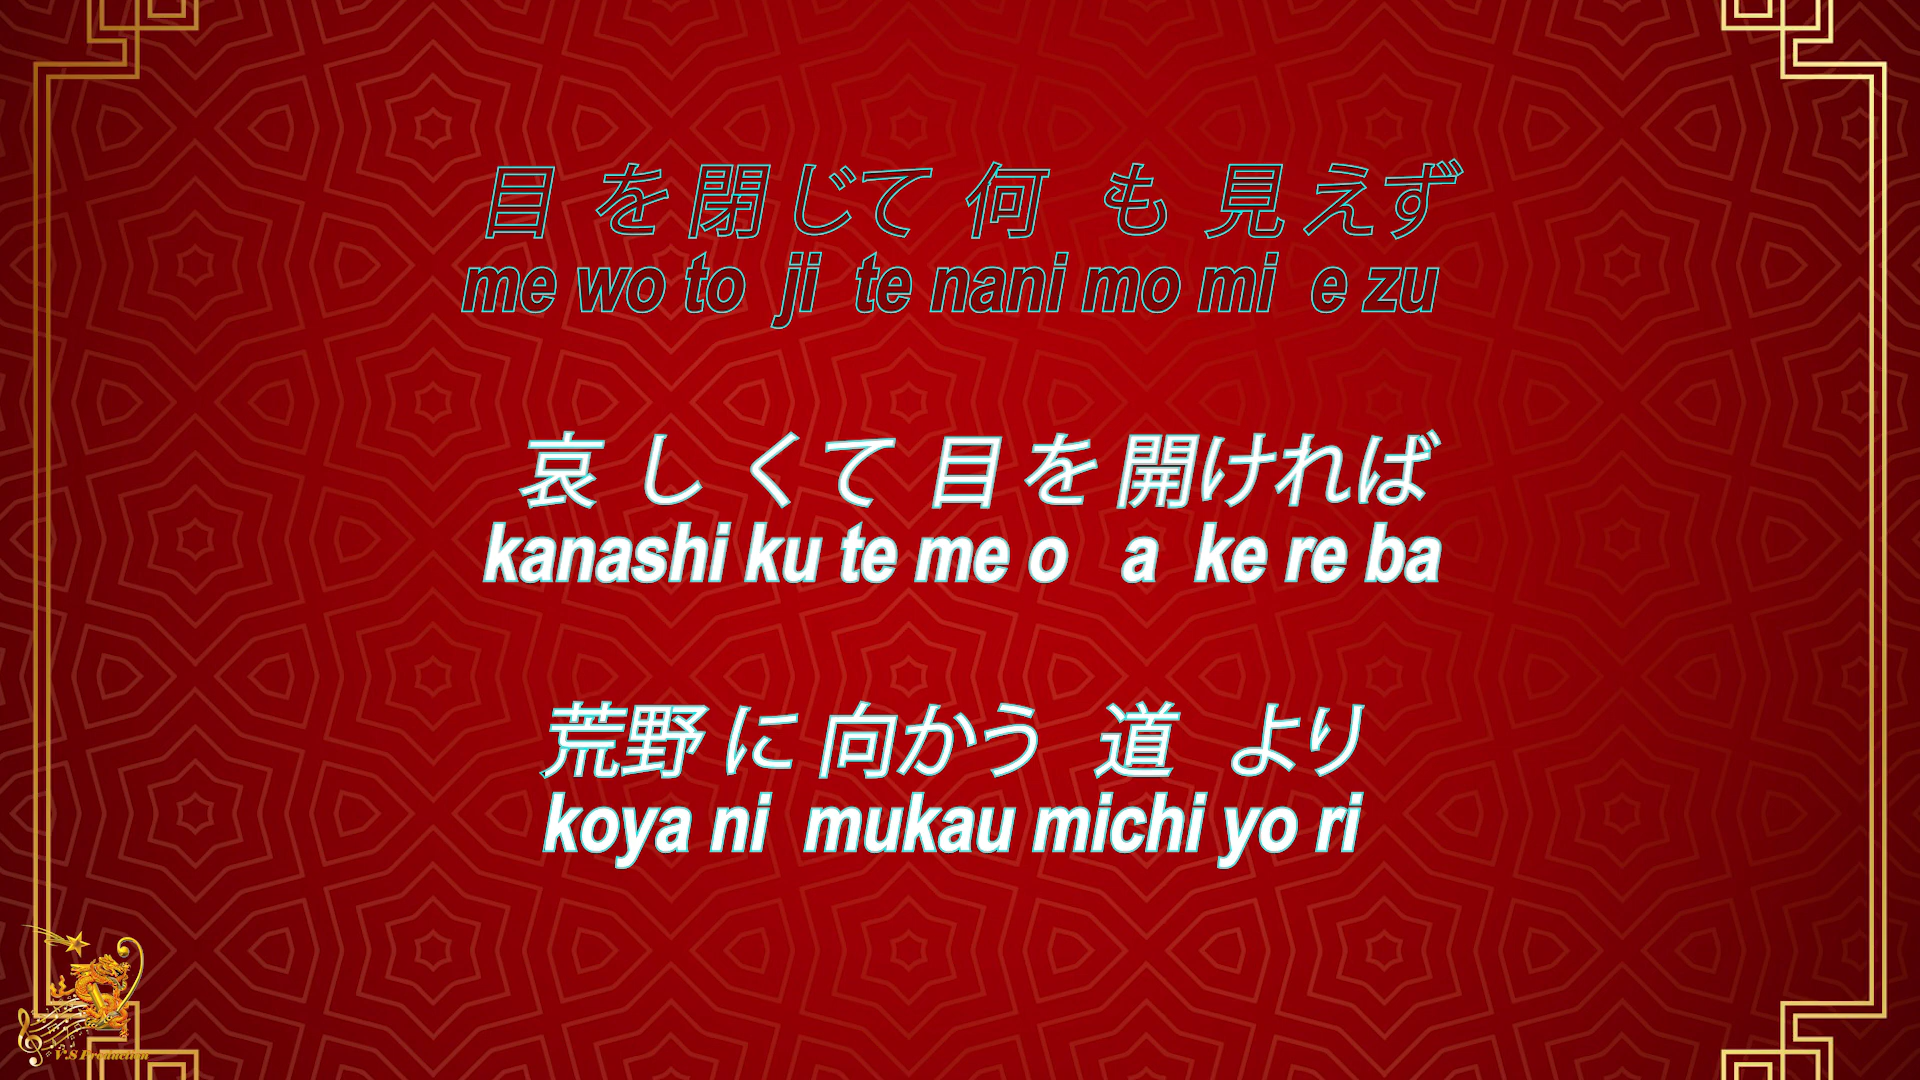 目 を 閉じて 何 も 見えず
me wo to ji te nani mo mi e zu
哀 し くて 目 を 開ければ
kanashi ku te me o a ke re ba
荒野 に 向かう 道 より
koya ni mukau michi yo ri
V.S Production